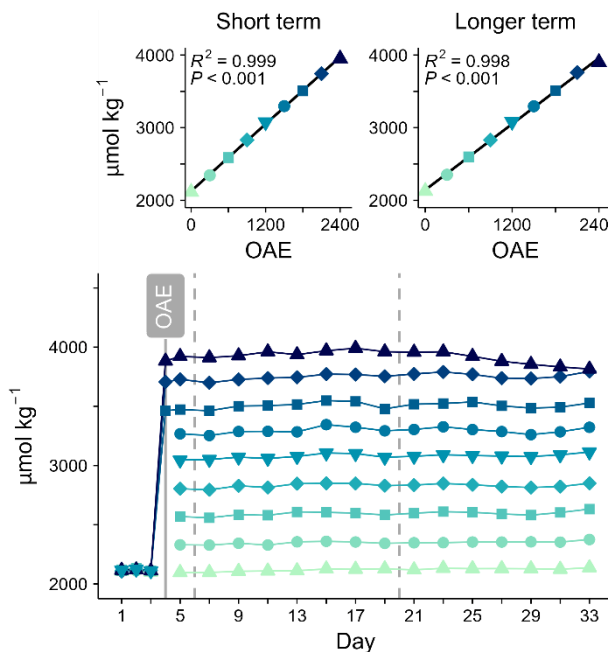 Short term
Longer term
4000
3000
2000
µmol kg⁻¹
R² = 0.999
P < 0.001
R² = 0.998
P < 0.001
0
1200
2400
0
1200
2400
OAE
OAE
OAE
4000
3000
2000
µmol kg⁻¹
1
5
9
13
17
21
25
29
33
Day